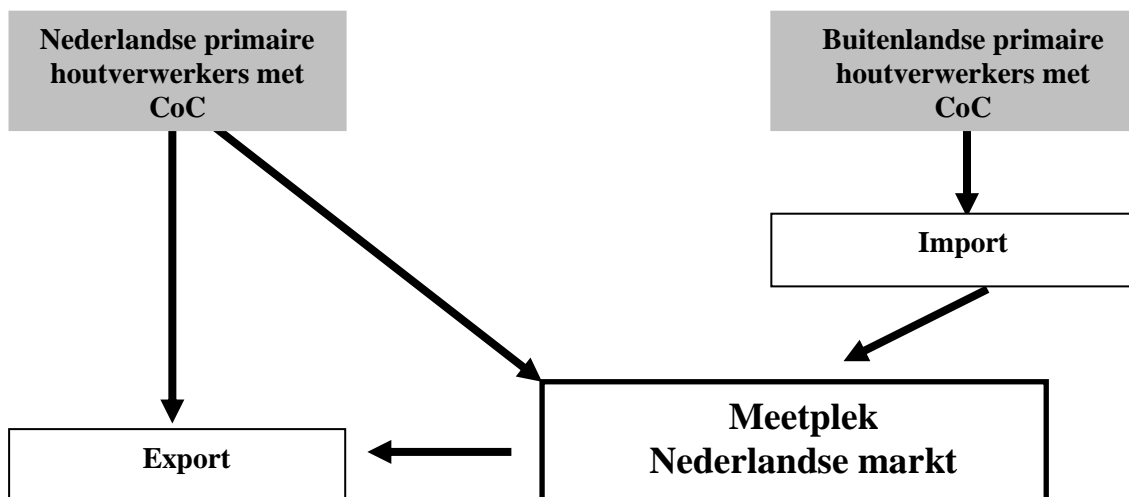 Nederlandse primaire
houtverwerkers met
CoC
Buitenlandse primaire
houtverwerkers met
CoC
Import
Meetplek
Nederlandse markt
Export